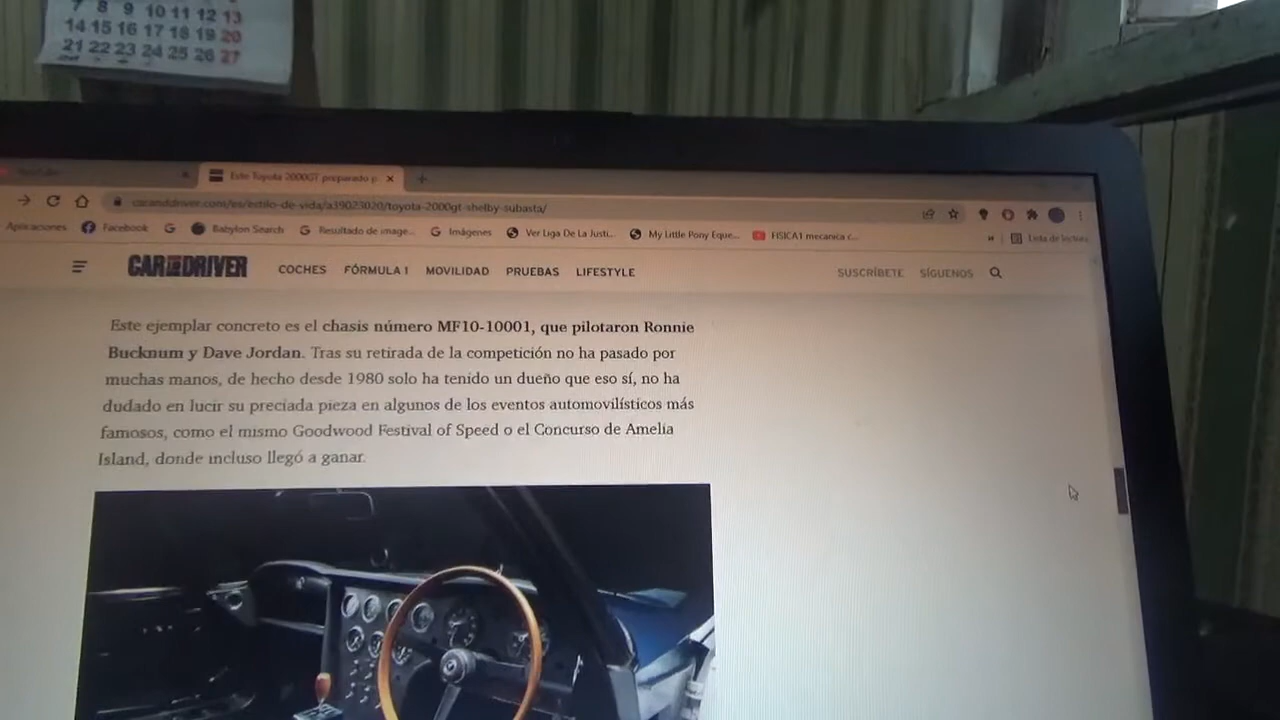 7 8 9 10 11 12 13
14 15 16 17 18 19 20
21 22 23 24 25 26 27
Este Toyota 2000GT preparado p
caranddriver.com/es/estilo-de-vida/a39023020/toyota-2000gt-shelby-subasta/
Aplicaciones Facebook Babylon Search Resultado de image... Imágenes Ver Liga De La Justi... My Little Pony Eque... FISICA1 mecanica c... » Lista de lectura
CAR AND DRIVER COCHES FÓRMULA 1 MOVILIDAD PRUEBAS LIFESTYLE SUSCRÍBETE SÍGUENOS
Este ejemplar concreto es el chasis número MF10-10001, que pilotaron Ronnie
Bucknum y Dave Jordan. Tras su retirada de la competición no ha pasado por
muchas manos, de hecho desde 1980 solo ha tenido un dueño que eso sí, no ha
dudado en lucir su preciada pieza en algunos de los eventos automovilísticos más
famosos, como el mismo Goodwood Festival of Speed o el Concurso de Amelia
Island, donde incluso llegó a ganar.